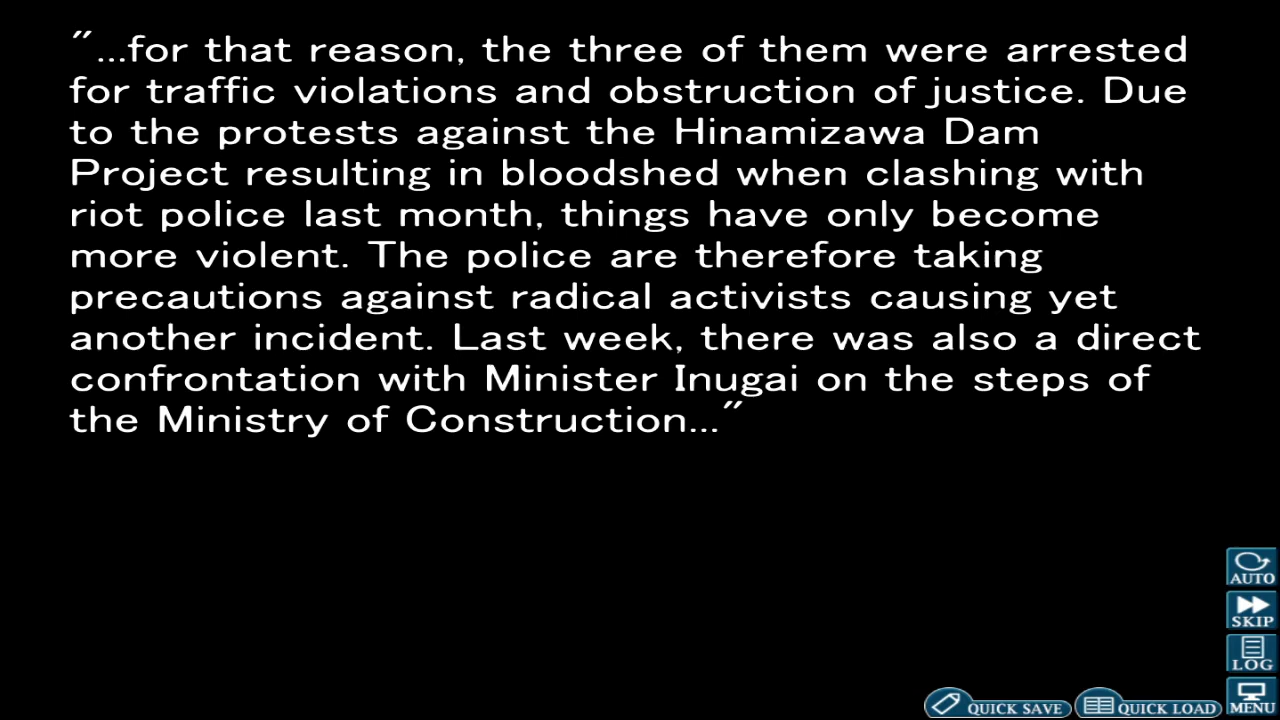 "...for that reason, the three of them were arrested
for traffic violations and obstruction of justice. Due
to the protests against the Hinamizawa Dam
Project resulting in bloodshed when clashing with
riot police last month, things have only become
more violent. The police are therefore taking
precautions against radical activists causing yet
another incident. Last week, there was also a direct
confrontation with Minister Inugai on the steps of
the Ministry of Construction..."
AUTO
SKIP
LOG
QUICK SAVE
QUICK LOAD
MENU